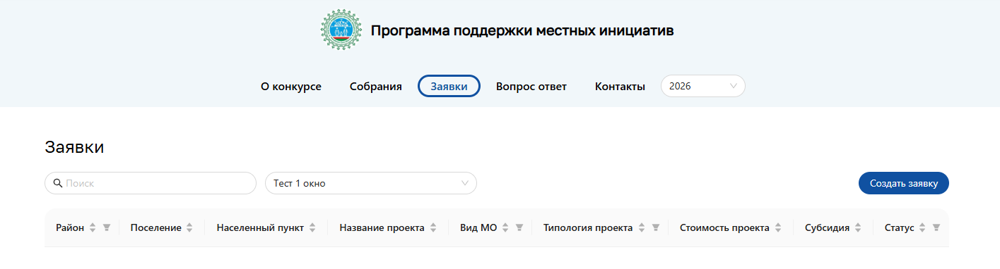 Программа поддержки местных инициатив
О конкурсе Собрания Заявки Вопрос ответ Контакты 2026
Заявки
Поиск Тест 1 окно Создать заявку
Район Поселение Населенный пункт Название проекта Вид МО Типология проекта Стоимость проекта Субсидия Статус